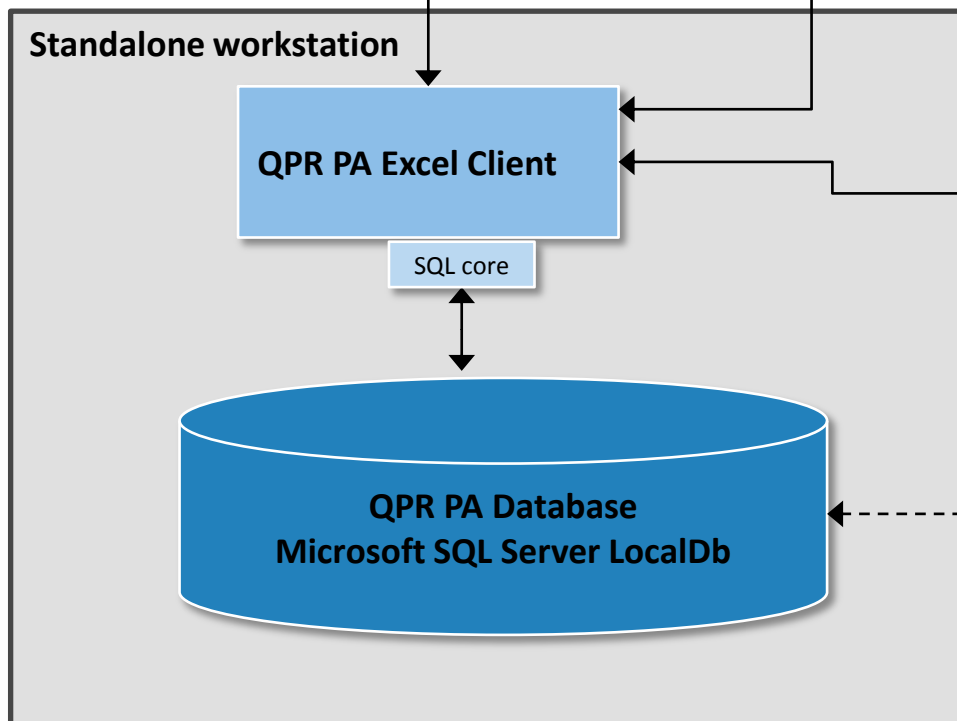 Standalone workstation
QPR PA Excel Client
SQL core
QPR PA Database
Microsoft SQL Server LocalDb